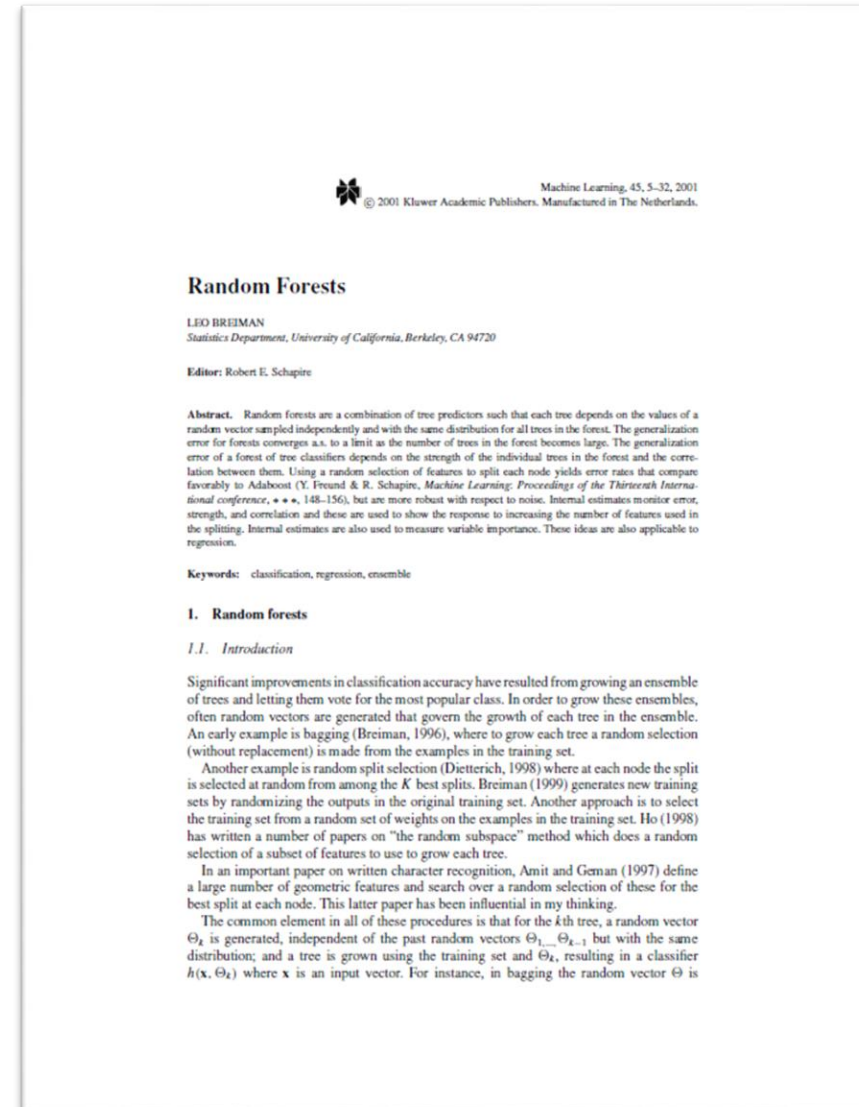 Machine Learning, 45, 5–32, 2001
© 2001 Kluwer Academic Publishers. Manufactured in The Netherlands.
Random Forests
LEO BREIMAN
Statistics Department, University of California, Berkeley, CA 94720
Editor: Robert E. Schapire
Abstract. Random forests are a combination of tree predictors such that each tree depends on the values of a
random vector sampled independently and with the same distribution for all trees in the forest. The generalization
error for forests converges a.s. to a limit as the number of trees in the forest becomes large. The generalization
error of a forest of tree classifiers depends on the strength of the individual trees in the forest and the corre-
lation between them. Using a random selection of features to split each node yields error rates that compare
favorably to Adaboost (Y. Freund & R. Schapire, Machine Learning: Proceedings of the Thirteenth Interna-
tional conference, ∗ ∗ ∗, 148–156), but are more robust with respect to noise. Internal estimates monitor error,
strength, and correlation and these are used to show the response to increasing the number of features used in
the splitting. Internal estimates are also used to measure variable importance. These ideas are also applicable to
regression.
Keywords: classification, regression, ensemble
1. Random forests
1.1. Introduction
Significant improvements in classification accuracy have resulted from growing an ensemble
of trees and letting them vote for the most popular class. In order to grow these ensembles,
often random vectors are generated that govern the growth of each tree in the ensemble.
An early example is bagging (Breiman, 1996), where to grow each tree a random selection
(without replacement) is made from the examples in the training set.
Another example is random split selection (Dietterich, 1998) where at each node the split
is selected at random from among the K best splits. Breiman (1999) generates new training
sets by randomizing the outputs in the original training set. Another approach is to select
the training set from a random set of weights on the examples in the training set. Ho (1998)
has written a number of papers on "the random subspace" method which does a random
selection of a subset of features to use to grow each tree.
In an important paper on written character recognition, Amit and Geman (1997) define
a large number of geometric features and search over a random selection of these for the
best split at each node. This latter paper has been influential in my thinking.
The common element in all of these procedures is that for the kth tree, a random vector
Θk is generated, independent of the past random vectors Θ1,...,Θk−1 but with the same
distribution; and a tree is grown using the training set and Θk, resulting in a classifier
h(x, Θk) where x is an input vector. For instance, in bagging the random vector Θ is